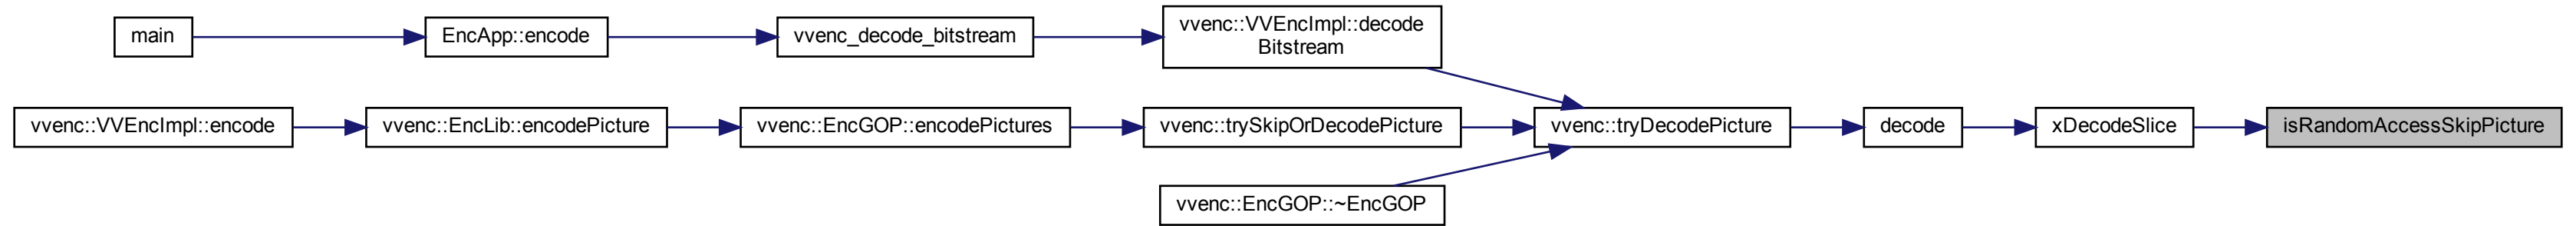 main
EncApp::encode
vvenc_decode_bitstream
vvenc::VVEncImpl::decode
Bitstream
vvenc::VVEncImpl::encode
vvenc::EncLib::encodePicture
vvenc::EncGOP::encodePictures
vvenc::trySkipOrDecodePicture
vvenc::tryDecodePicture
decode
xDecodeSlice
isRandomAccessSkipPicture
vvenc::EncGOP::~EncGOP